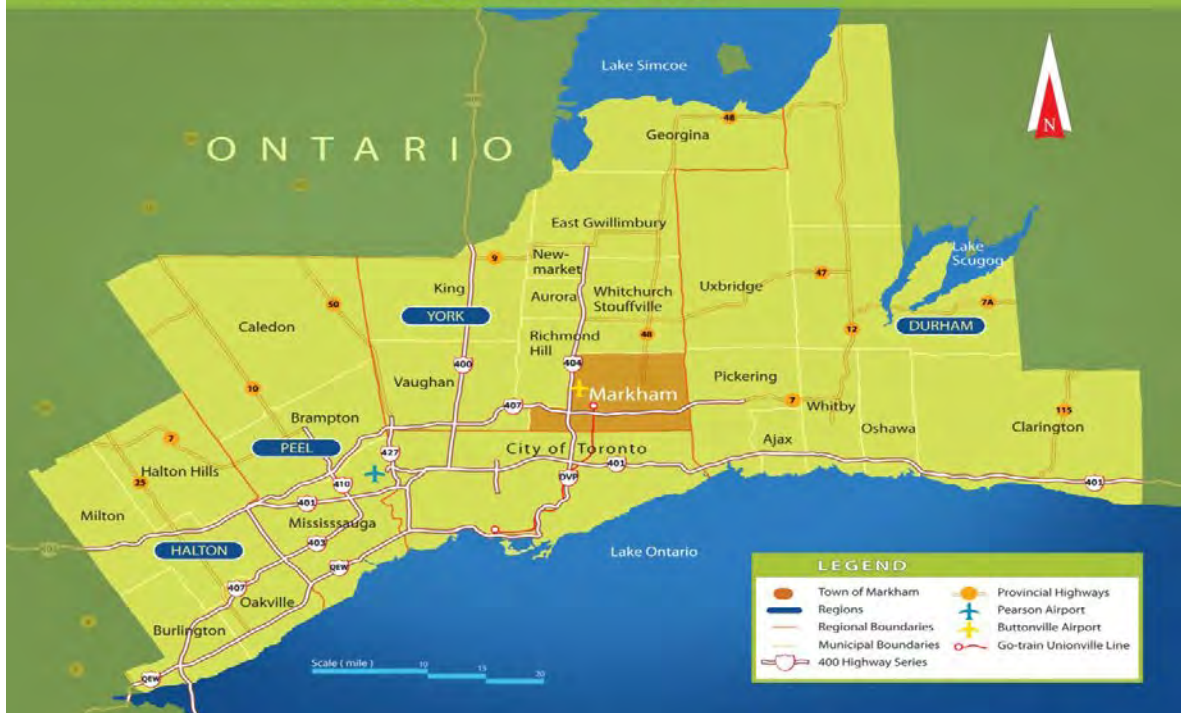 Lake Simcoe
48
Georgina
ONTARIO
N
East Gwillimbury
Lake
Scugog
9
New-
market
47
King
Uxbridge
7A
50
Aurora
Whitchurch
Stouffville
YORK
12
DURHAM
Caledon
Richmond
Hill
48
400
404
Vaughan
Markham
Pickering
10
407
7
Whitby
115
Brampton
Oshawa
Clarington
7
PEEL
427
City of Toronto
Ajax
Halton Hills
401
25
410
DVP
401
Milton
401
Mississsauga
403
HALTON
Lake Ontario
QEW
407
Oakville
Burlington
QEW
Scale ( mile )
10
15
20
LEGEND
Town of Markham
Regions
Regional Boundaries
Municipal Boundaries
400 Highway Series
Provincial Highways
Pearson Airport
Buttonville Airport
Go-train Unionville Line